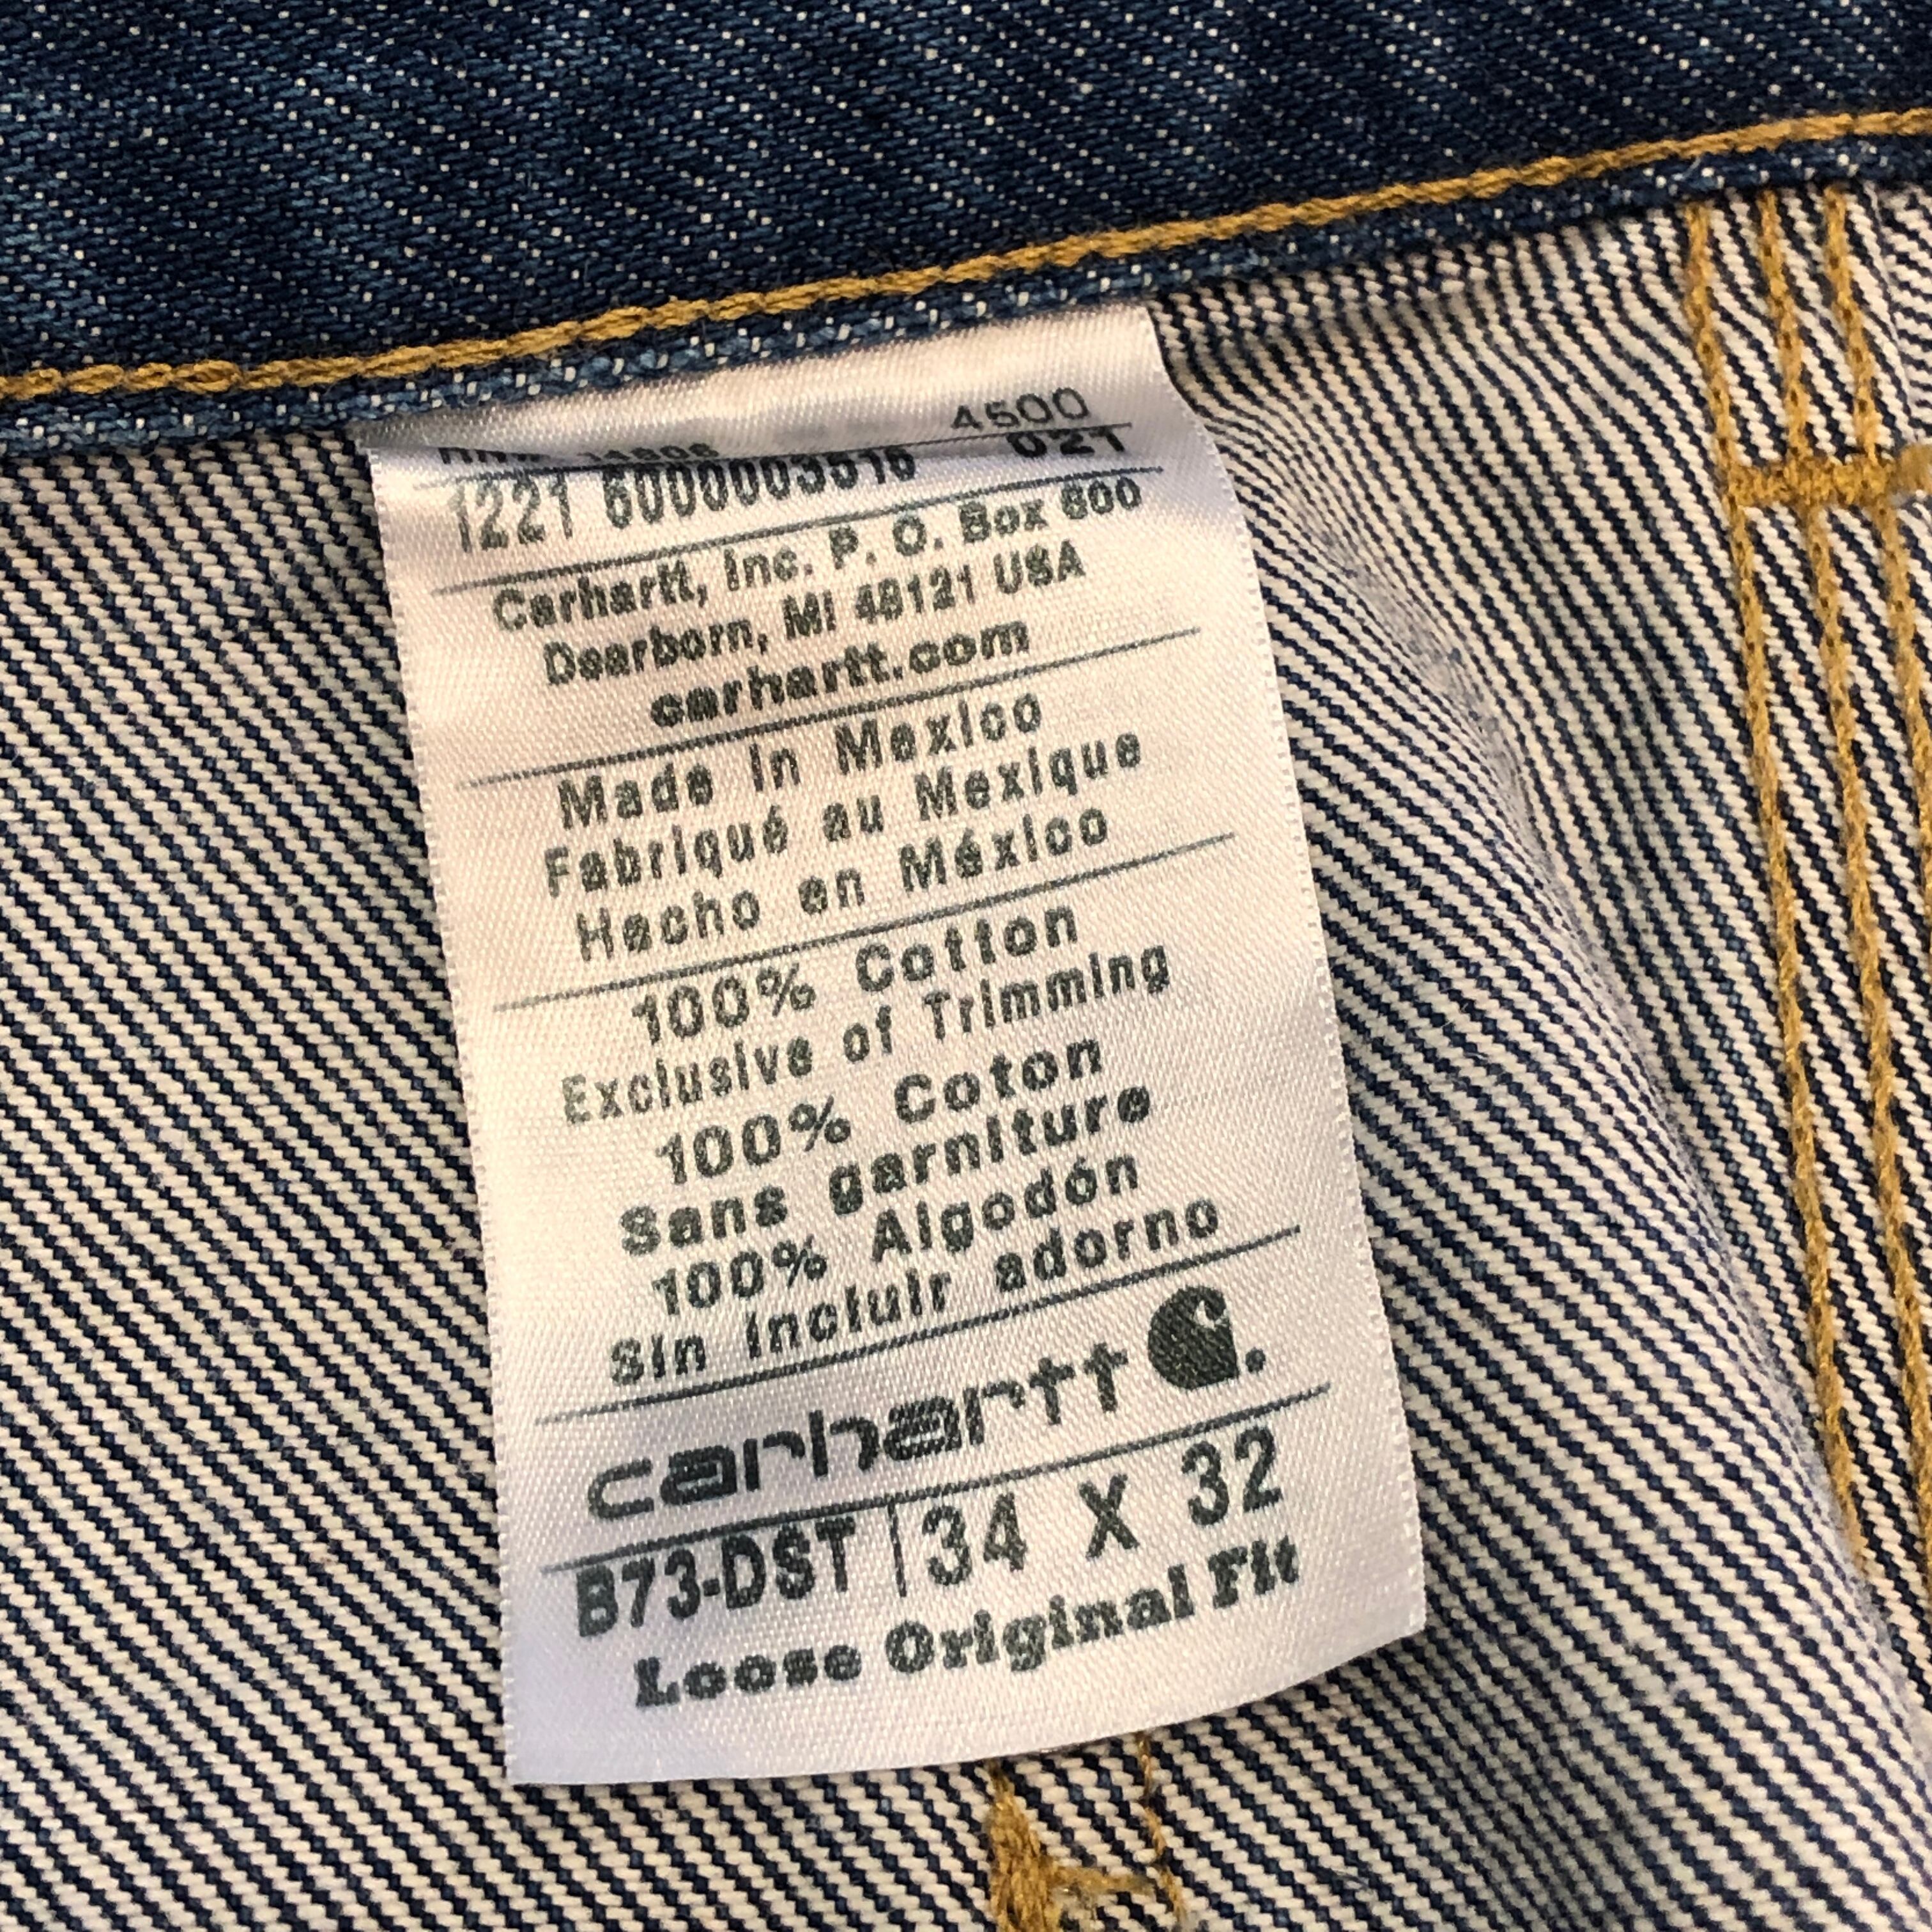 4500
1221 6000003516 021
Carhartt, Inc. P. O. Box 600
Dearborn, MI 48121 USA
carhartt.com
Made in Mexico
Fabriqué au Mexique
Hecho en México
100% Cotton
Exclusive of Trimming
100% Coton
Sans garniture
100% Algodón
Sin incluir adorno
carhartt
B73-DST 34 X 32
Loose Original Fit